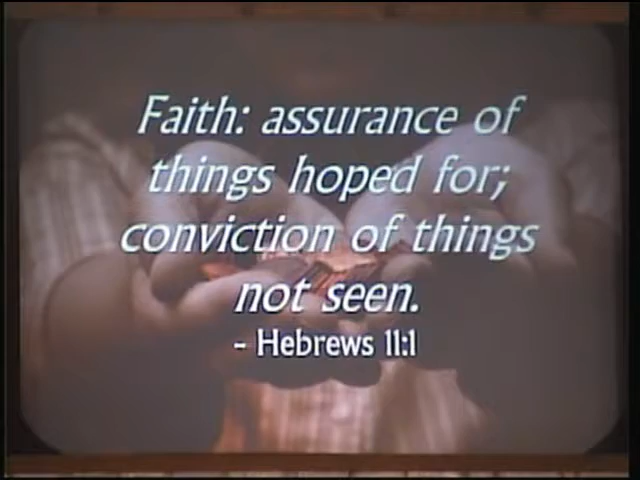 Faith: assurance of
things hoped for;
conviction of things
not seen.
- Hebrews 11:1